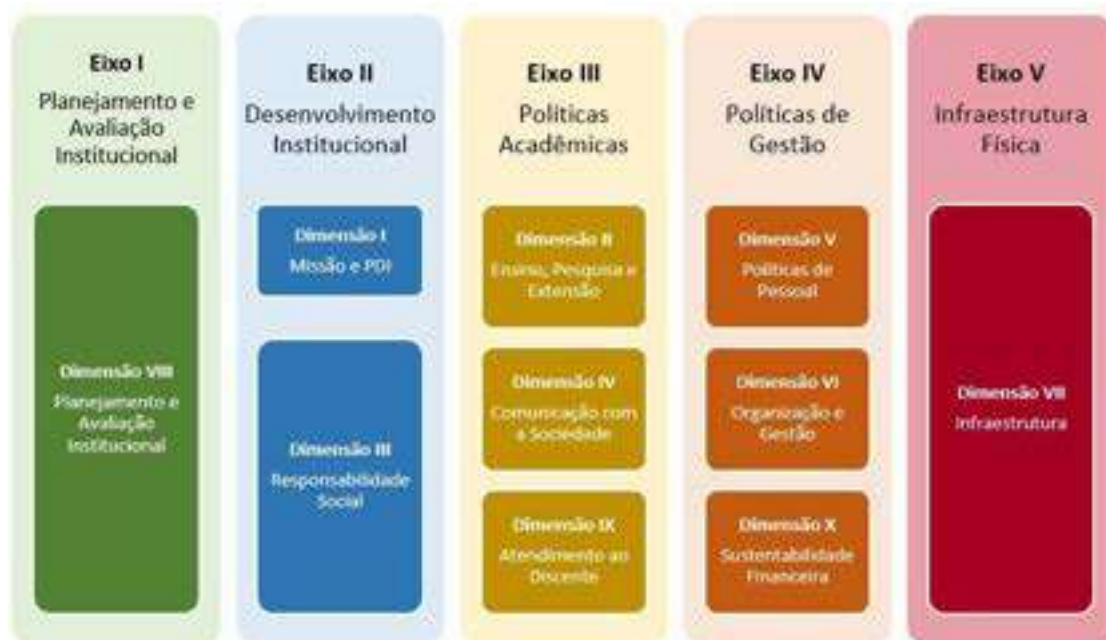 Eixo I
Planejamento e
Avaliação
Institucional
Dimensão VIII
Planejamento e
Avaliação
Institucional
Eixo II
Desenvolvimento
Institucional
Dimensão I
Missão e PDI
Dimensão III
Responsabilidade
Social
Eixo III
Políticas
Acadêmicas
Dimensão II
Ensino, Pesquisa e
Extensão
Dimensão IV
Comunicação com
a Sociedade
Dimensão IX
Atendimento ao
Discente
Eixo IV
Políticas de
Gestão
Dimensão V
Políticas de
Pessoal
Dimensão VI
Organização e
Gestão
Dimensão X
Sustentabilidade
Financeira
Eixo V
Infraestrutura
Física
Dimensão VII
Infraestrutura